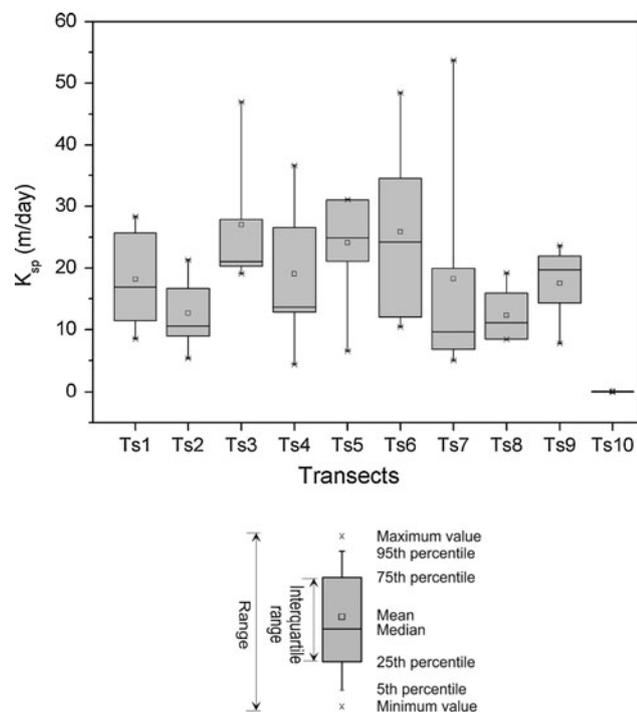 60
50
40
30
20
10
0
K_sp (m/day)
Ts1 Ts2 Ts3 Ts4 Ts5 Ts6 Ts7 Ts8 Ts9 Ts10
Transects
Range
Interquartile
range
Maximum value
95th percentile
75th percentile
Mean
Median
25th percentile
5th percentile
Minimum value